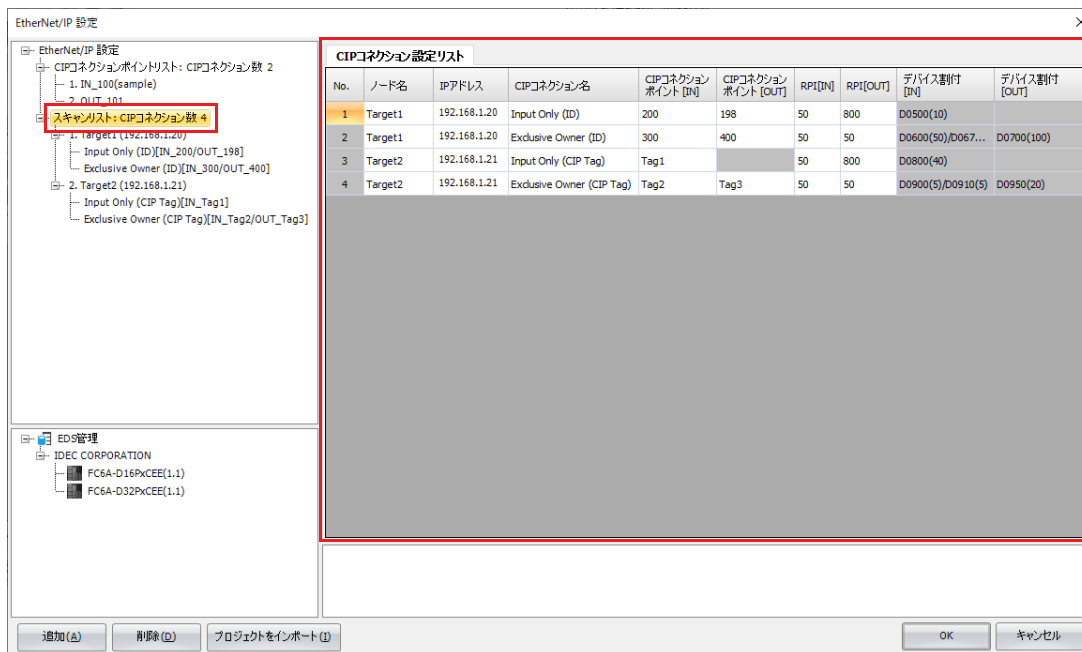 EtherNet/IP 設定
EtherNet/IP 設定
CIPコネクションポイントリスト: CIPコネクション数 2
1. IN_100(sample)
2. OUT_101
スキャンリスト: CIPコネクション数 4
1. Target1 (192.168.1.20)
Input Only (ID)[IN_200/OUT_198]
Exclusive Owner (ID)[IN_300/OUT_400]
2. Target2 (192.168.1.21)
Input Only (CIP Tag)[IN_Tag1]
Exclusive Owner (CIP Tag)[IN_Tag2/OUT_Tag3]
EDS管理
IDEC CORPORATION
FC6A-D16PxCEE(1.1)
FC6A-D32PxCEE(1.1)
CIPコネクション設定リスト
No. ノード名 IPアドレス CIPコネクション名 CIPコネクションポイント [IN] CIPコネクションポイント [OUT] RPI[IN] RPI[OUT] デバイス割付 [IN] デバイス割付 [OUT]
1 Target1 192.168.1.20 Input Only (ID) 200 198 50 800 D0500(10)
2 Target1 192.168.1.20 Exclusive Owner (ID) 300 400 50 50 D0600(50)/D067... D0700(100)
3 Target2 192.168.1.21 Input Only (CIP Tag) Tag1 50 800 D0800(40)
4 Target2 192.168.1.21 Exclusive Owner (CIP Tag) Tag2 Tag3 50 50 D0900(5)/D0910(5) D0950(20)
追加(A) 削除(D) プロジェクトをインポート(I) OK キャンセル